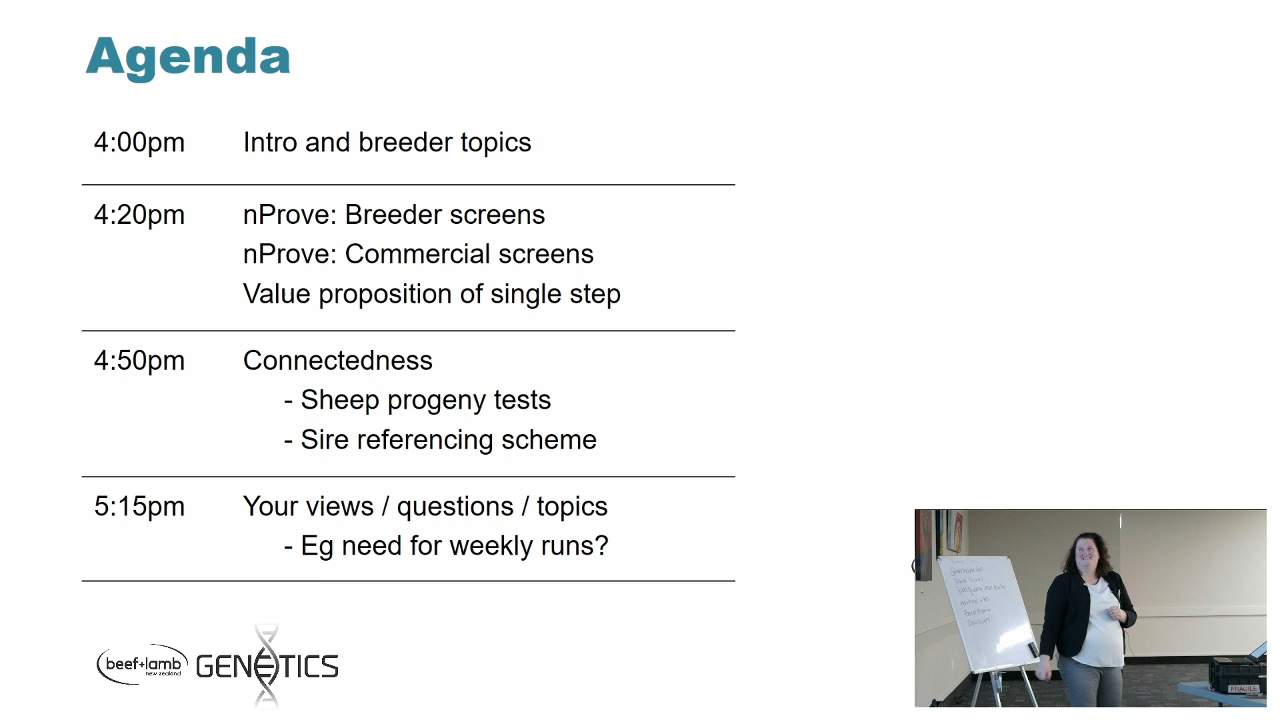 Agenda
4:00pm Intro and breeder topics
4:20pm nProve: Breeder screens
nProve: Commercial screens
Value proposition of single step
4:50pm Connectedness
- Sheep progeny tests
- Sire referencing scheme
5:15pm Your views / questions / topics
- Eg need for weekly runs?
beef+lamb
new zealand
GENETICS
FRAGILE